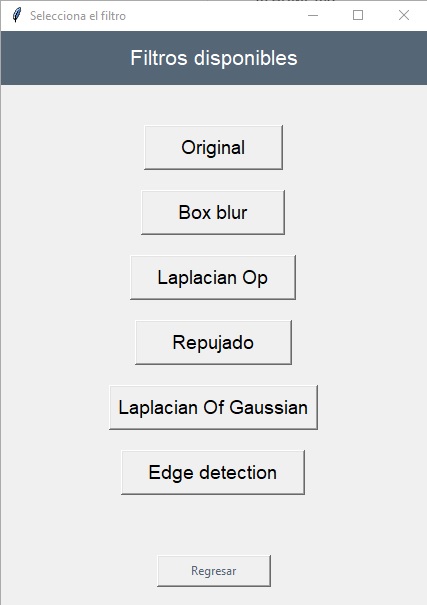 Selecciona el filtro
Filtros disponibles
Original
Box blur
Laplacian Op
Repujado
Laplacian Of Gaussian
Edge detection
Regresar